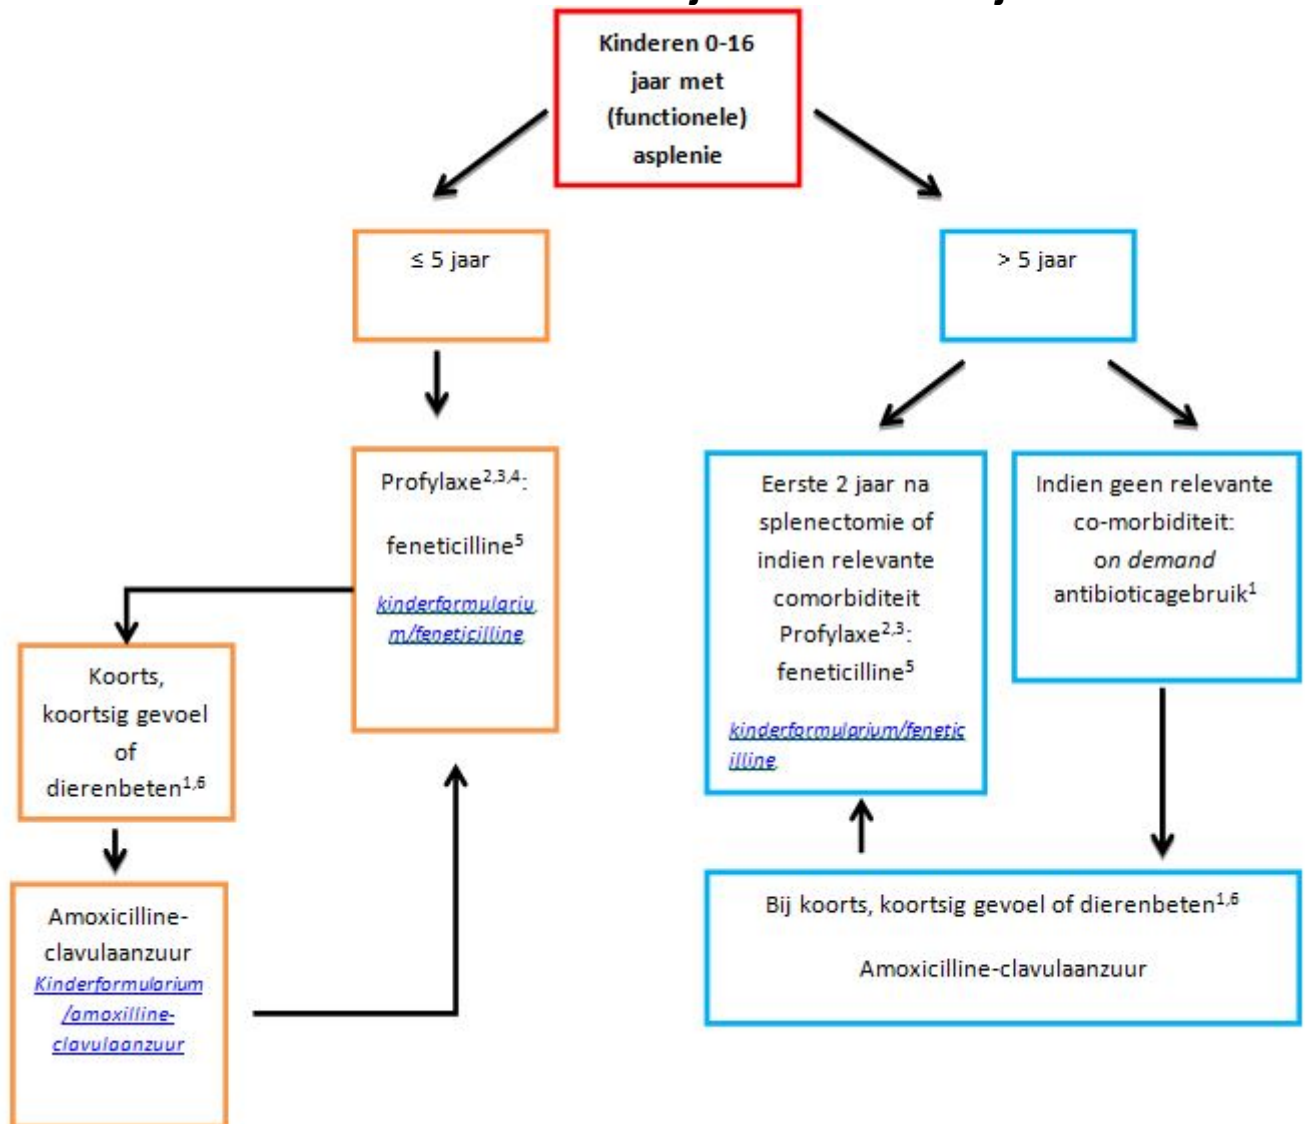 Kinderen 0-16
jaar met
(functionele)
asplenie
≤ 5 jaar
> 5 jaar
Profylaxe2,3,4:
feneticilline5
kinderformulariu
m/feneticilline.
Eerste 2 jaar na
splenectomie of
indien relevante
comorbiditeit
Profylaxe2,3:
feneticilline5
kinderformularium/fenetic
illine.
Indien geen relevante
co-morbiditeit:
on demand
antibioticagebruik1
Koorts,
koortsig gevoel
of
dierenbeten1,6
Amoxicilline-
clavulaanzuur
Kinderformularium
/amoxilline-
clavulaanzuur
Bij koorts, koortsig gevoel of dierenbeten1,6
Amoxicilline-clavulaanzuur